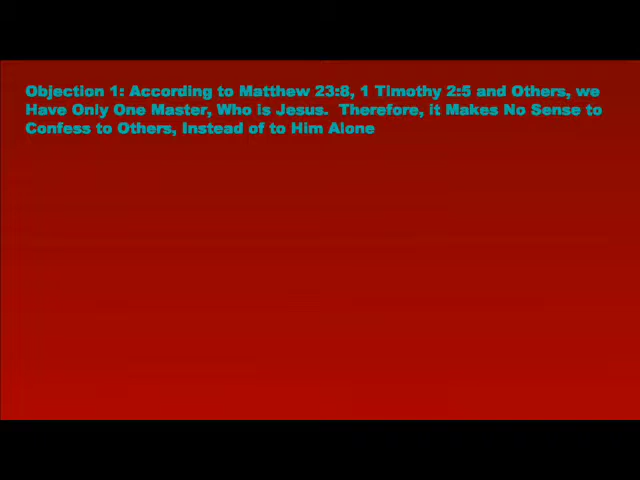 Objection 1: According to Matthew 23:8, 1 Timothy 2:5 and Others, we
Have Only One Master, Who is Jesus.  Therefore, it Makes No Sense to
Confess to Others, Instead of to Him Alone